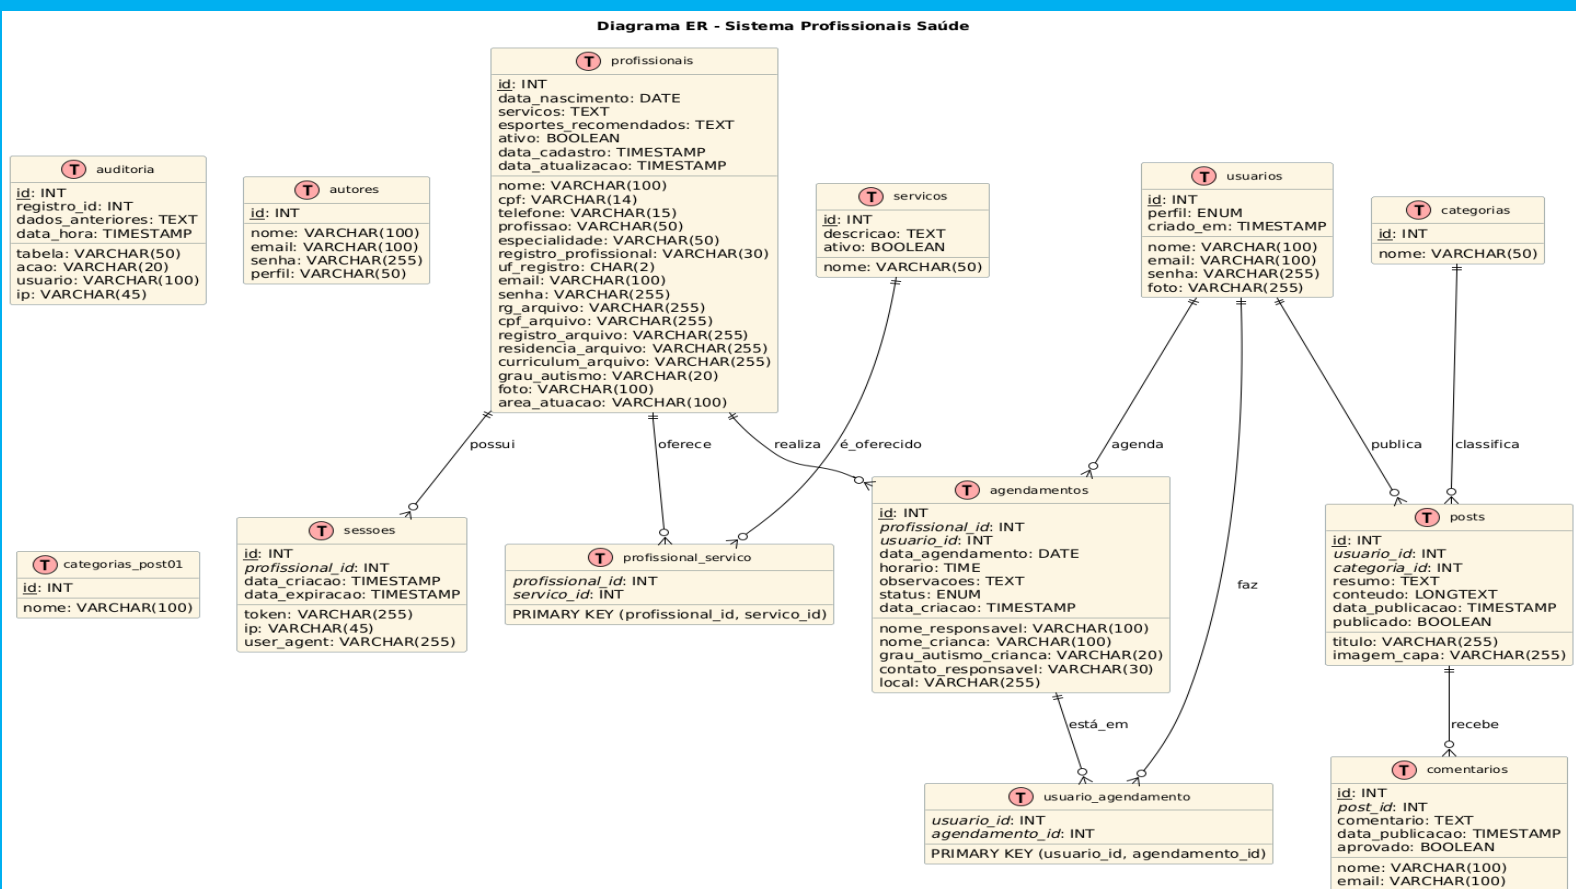 Diagrama ER - Sistema Profissionais Saúde
T profissionais
id: INT
data_nascimento: DATE
servicos: TEXT
esportes_recomendados: TEXT
ativo: BOOLEAN
data_cadastro: TIMESTAMP
data_atualizacao: TIMESTAMP
nome: VARCHAR(100)
cpf: VARCHAR(14)
telefone: VARCHAR(15)
profissao: VARCHAR(50)
especialidade: VARCHAR(50)
registro_profissional: VARCHAR(30)
uf_registro: CHAR(2)
email: VARCHAR(100)
senha: VARCHAR(255)
rg_arquivo: VARCHAR(255)
cpf_arquivo: VARCHAR(255)
registro_arquivo: VARCHAR(255)
residencia_arquivo: VARCHAR(255)
curriculum_arquivo: VARCHAR(255)
grau_autismo: VARCHAR(20)
foto: VARCHAR(100)
area_atuacao: VARCHAR(100)
T auditoria
id: INT
registro_id: INT
dados_anteriores: TEXT
data_hora: TIMESTAMP
tabela: VARCHAR(50)
acao: VARCHAR(20)
usuario: VARCHAR(100)
ip: VARCHAR(45)
T autores
id: INT
nome: VARCHAR(100)
email: VARCHAR(100)
senha: VARCHAR(255)
perfil: VARCHAR(50)
T servicos
id: INT
descricao: TEXT
ativo: BOOLEAN
nome: VARCHAR(50)
T usuarios
id: INT
perfil: ENUM
criado_em: TIMESTAMP
nome: VARCHAR(100)
email: VARCHAR(100)
senha: VARCHAR(255)
foto: VARCHAR(255)
T categorias
id: INT
nome: VARCHAR(50)
possui
oferece
realiza
é_oferecido
agenda
publica
classifica
T categorias_post01
id: INT
nome: VARCHAR(100)
T sessoes
id: INT
profissional_id: INT
data_criacao: TIMESTAMP
data_expiracao: TIMESTAMP
token: VARCHAR(255)
ip: VARCHAR(45)
user_agent: VARCHAR(255)
T profissional_servico
profissional_id: INT
servico_id: INT
PRIMARY KEY (profissional_id, servico_id)
T agendamentos
id: INT
profissional_id: INT
usuario_id: INT
data_agendamento: DATE
horario: TIME
observacoes: TEXT
status: ENUM
data_criacao: TIMESTAMP
nome_responsavel: VARCHAR(100)
nome_crianca: VARCHAR(100)
grau_autismo_crianca: VARCHAR(20)
contato_responsavel: VARCHAR(30)
local: VARCHAR(255)
faz
T posts
id: INT
usuario_id: INT
categoria_id: INT
resumo: TEXT
conteudo: LONGTEXT
data_publicacao: TIMESTAMP
publicado: BOOLEAN
titulo: VARCHAR(255)
imagem_capa: VARCHAR(255)
está_em
recebe
T usuario_agendamento
usuario_id: INT
agendamento_id: INT
PRIMARY KEY (usuario_id, agendamento_id)
T comentarios
id: INT
post_id: INT
comentario: TEXT
data_publicacao: TIMESTAMP
aprovado: BOOLEAN
nome: VARCHAR(100)
email: VARCHAR(100)